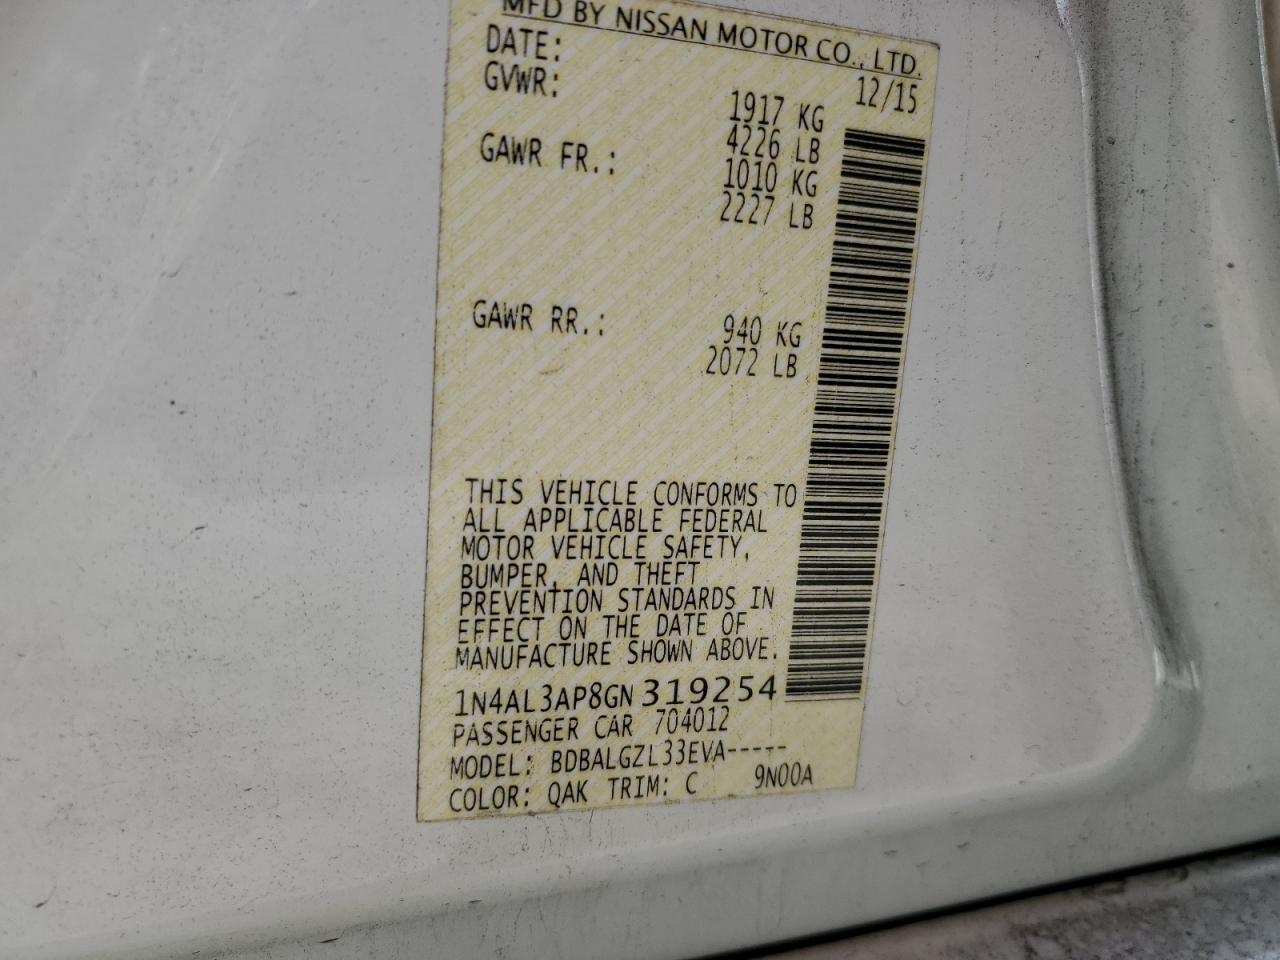 MFD BY NISSAN MOTOR CO., LTD.
DATE: 12/15
GVWR: 1917 KG
4226 LB
GAWR FR.: 1010 KG
2227 LB
GAWR RR.: 940 KG
2072 LB
THIS VEHICLE CONFORMS TO
ALL APPLICABLE FEDERAL
MOTOR VEHICLE SAFETY,
BUMPER, AND THEFT
PREVENTION STANDARDS IN
EFFECT ON THE DATE OF
MANUFACTURE SHOWN ABOVE.
1N4AL3AP8GN319254
PASSENGER CAR 704012
MODEL: BDBALGZL33EVA-----
COLOR: QAK TRIM: C 9N00A